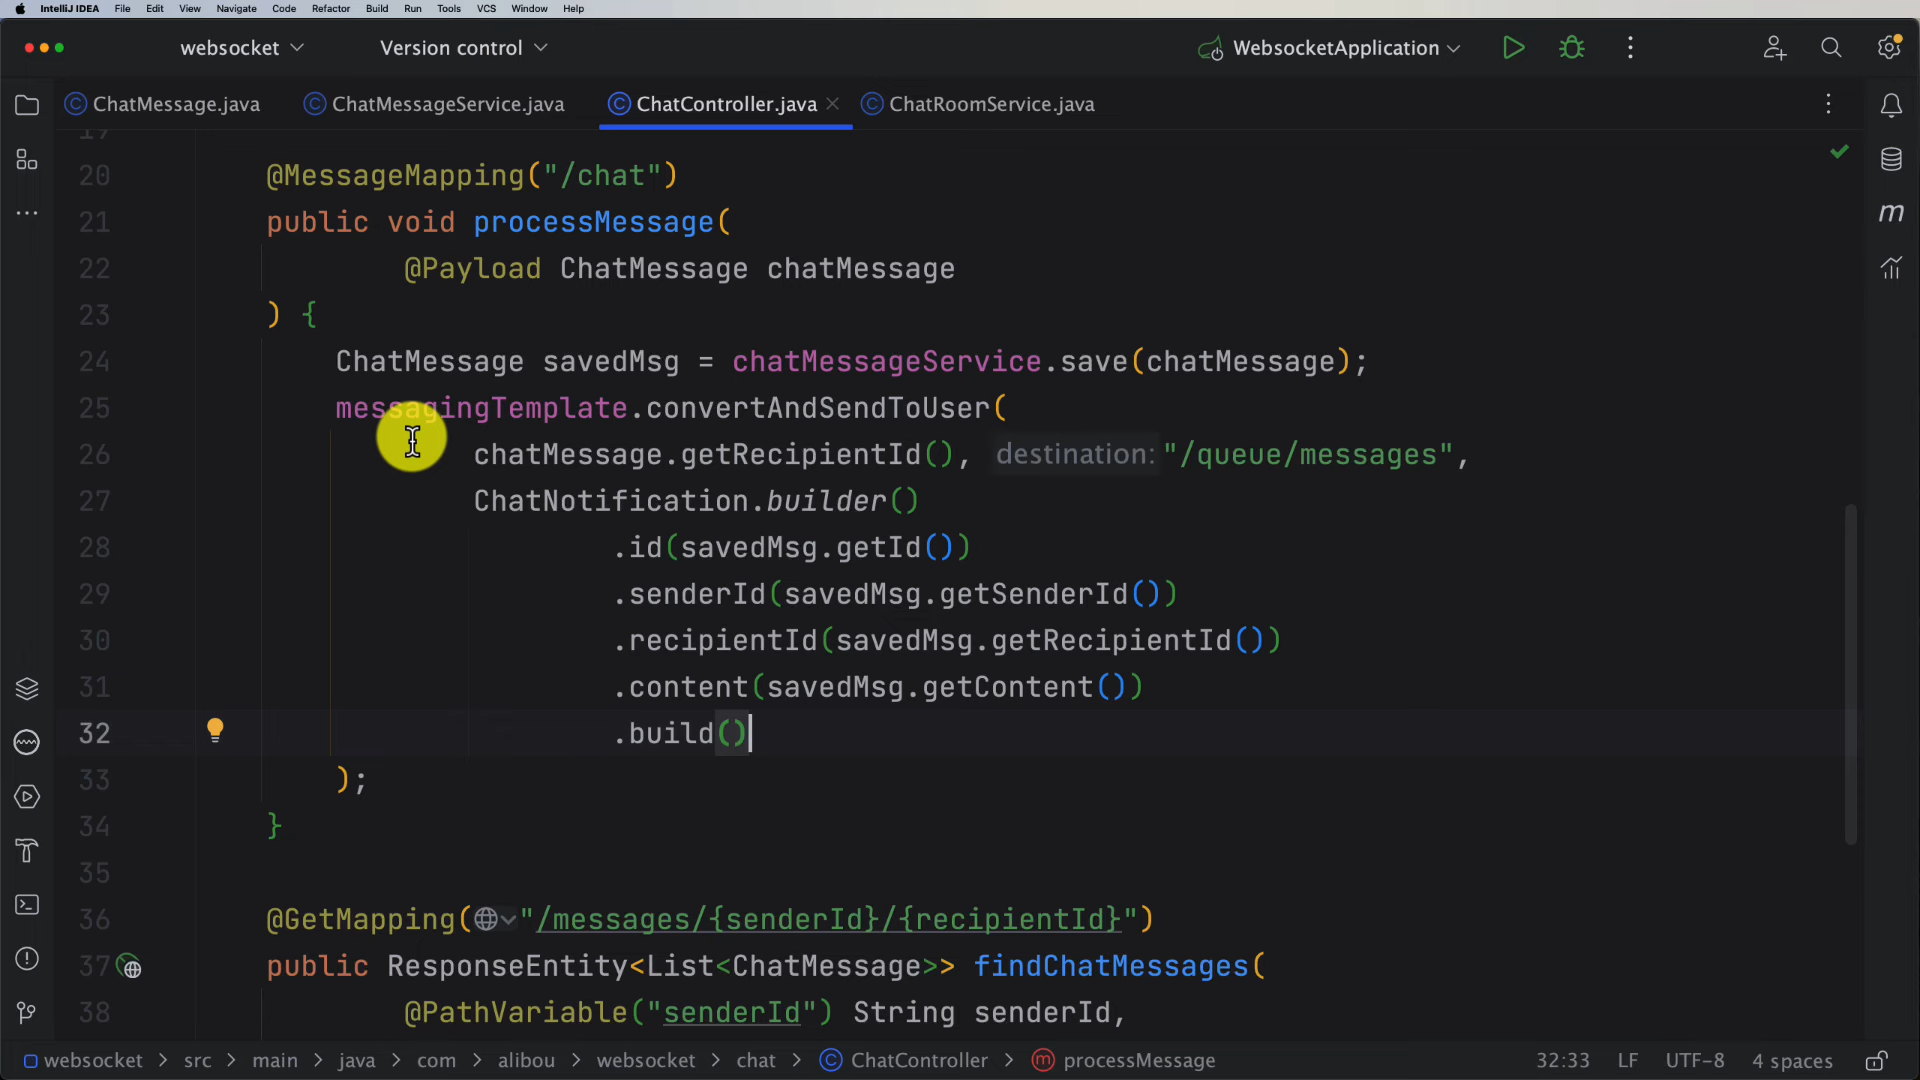 IntelliJ IDEA File Edit View Navigate Code Refactor Build Run Tools VCS Window Help
websocket Version control WebsocketApplication
ChatMessage.java ChatMessageService.java ChatController.java ChatRoomService.java
19
20 @MessageMapping("/chat")
21 public void processMessage(
22 @Payload ChatMessage chatMessage
23 ) {
24 ChatMessage savedMsg = chatMessageService.save(chatMessage);
25 messagingTemplate.convertAndSendToUser(
26 chatMessage.getRecipientId(), destination: "/queue/messages",
27 ChatNotification.builder()
28 .id(savedMsg.getId())
29 .senderId(savedMsg.getSenderId())
30 .recipientId(savedMsg.getRecipientId())
31 .content(savedMsg.getContent())
32 .build()
33 );
34 }
35
36 @GetMapping("/messages/{senderId}/{recipientId}")
37 public ResponseEntity<List<ChatMessage>> findChatMessages(
38 @PathVariable("senderId") String senderId,
websocket > src > main > java > com > alibou > websocket > chat > ChatController > processMessage 32:33 LF UTF-8 4 spaces